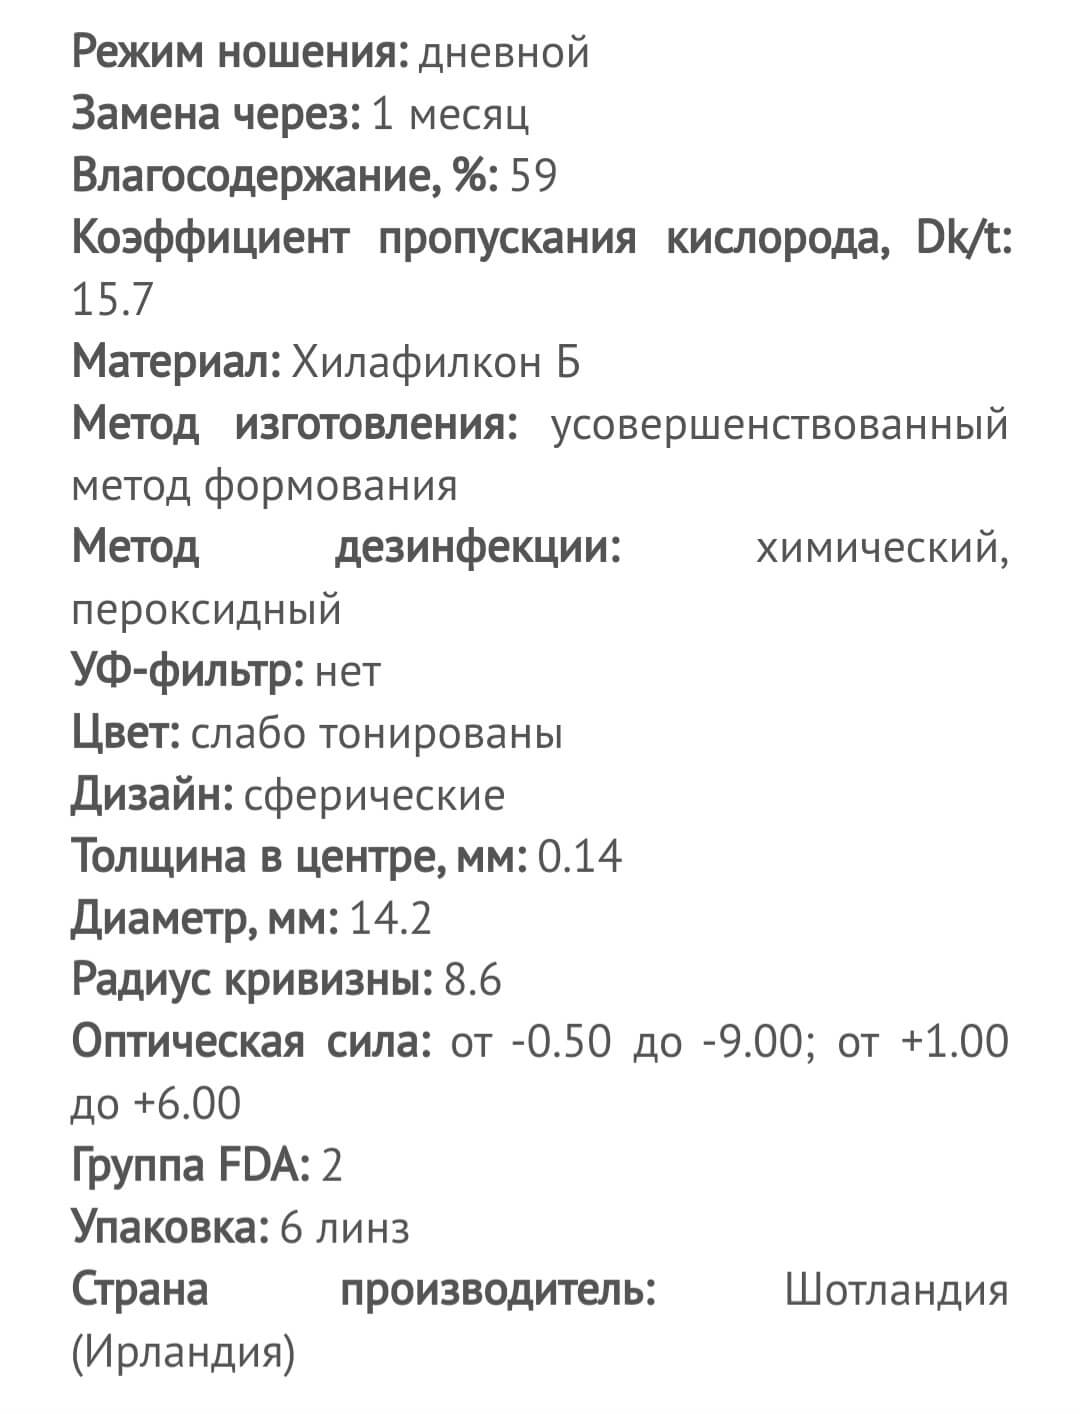 Режим ношения: дневной
Замена через: 1 месяц
Влагосодержание, %: 59
Коэффициент пропускания кислорода, Dk/t:
15.7
Материал: Хилафилкон Б
Метод изготовления: усовершенствованный
метод формования
Метод дезинфекции: химический,
пероксидный
УФ-фильтр: нет
Цвет: слабо тонированы
Дизайн: сферические
Толщина в центре, мм: 0.14
Диаметр, мм: 14.2
Радиус кривизны: 8.6
Оптическая сила: от -0.50 до -9.00; от +1.00
до +6.00
Группа FDA: 2
Упаковка: 6 линз
Страна производитель: Шотландия
(Ирландия)